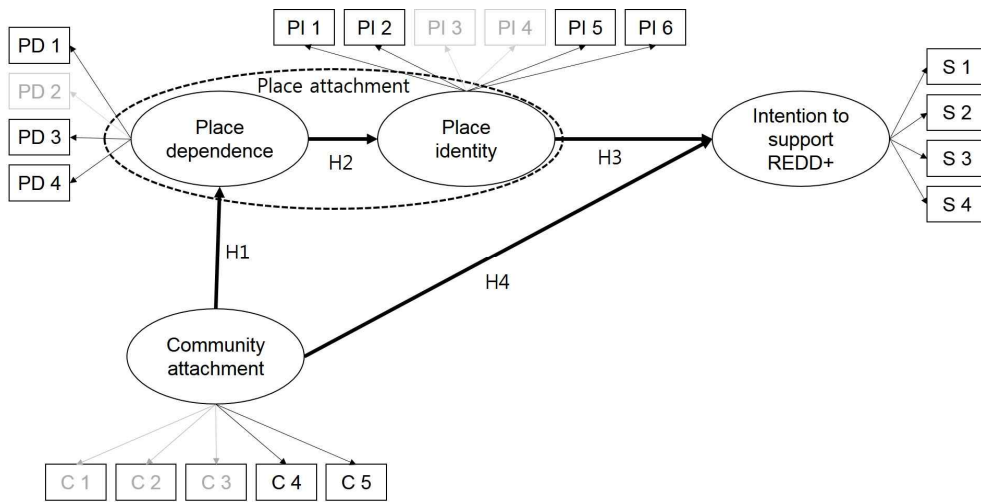 PI 1
PI 2
PI 3
PI 4
PI 5
PI 6
PD 1
PD 2
PD 3
PD 4
Place attachment
Place
dependence
H2
Place
identity
H3
Intention to
support
REDD+
S 1
S 2
S 3
S 4
H1
H4
Community
attachment
C 1
C 2
C 3
C 4
C 5